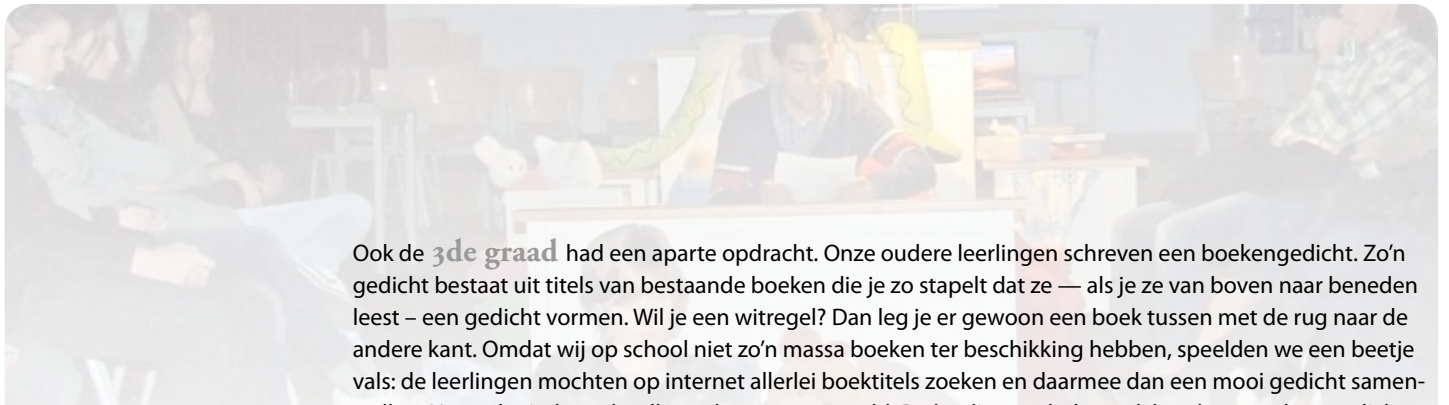 Ook de 3de graad had een aparte opdracht. Onze oudere leerlingen schreven een boekengedicht. Zo'n
gedicht bestaat uit titels van bestaande boeken die je zo stapelt dat ze — als je ze van boven naar beneden
leest – een gedicht vormen. Wil je een witregel? Dan leg je er gewoon een boek tussen met de rug naar de
andere kant. Omdat wij op school niet zo'n massa boeken ter beschikking hebben, speelden we een beetje
vals: de leerlingen mochten op internet allerlei boektitels zoeken en daarmee dan een mooi gedicht samen-